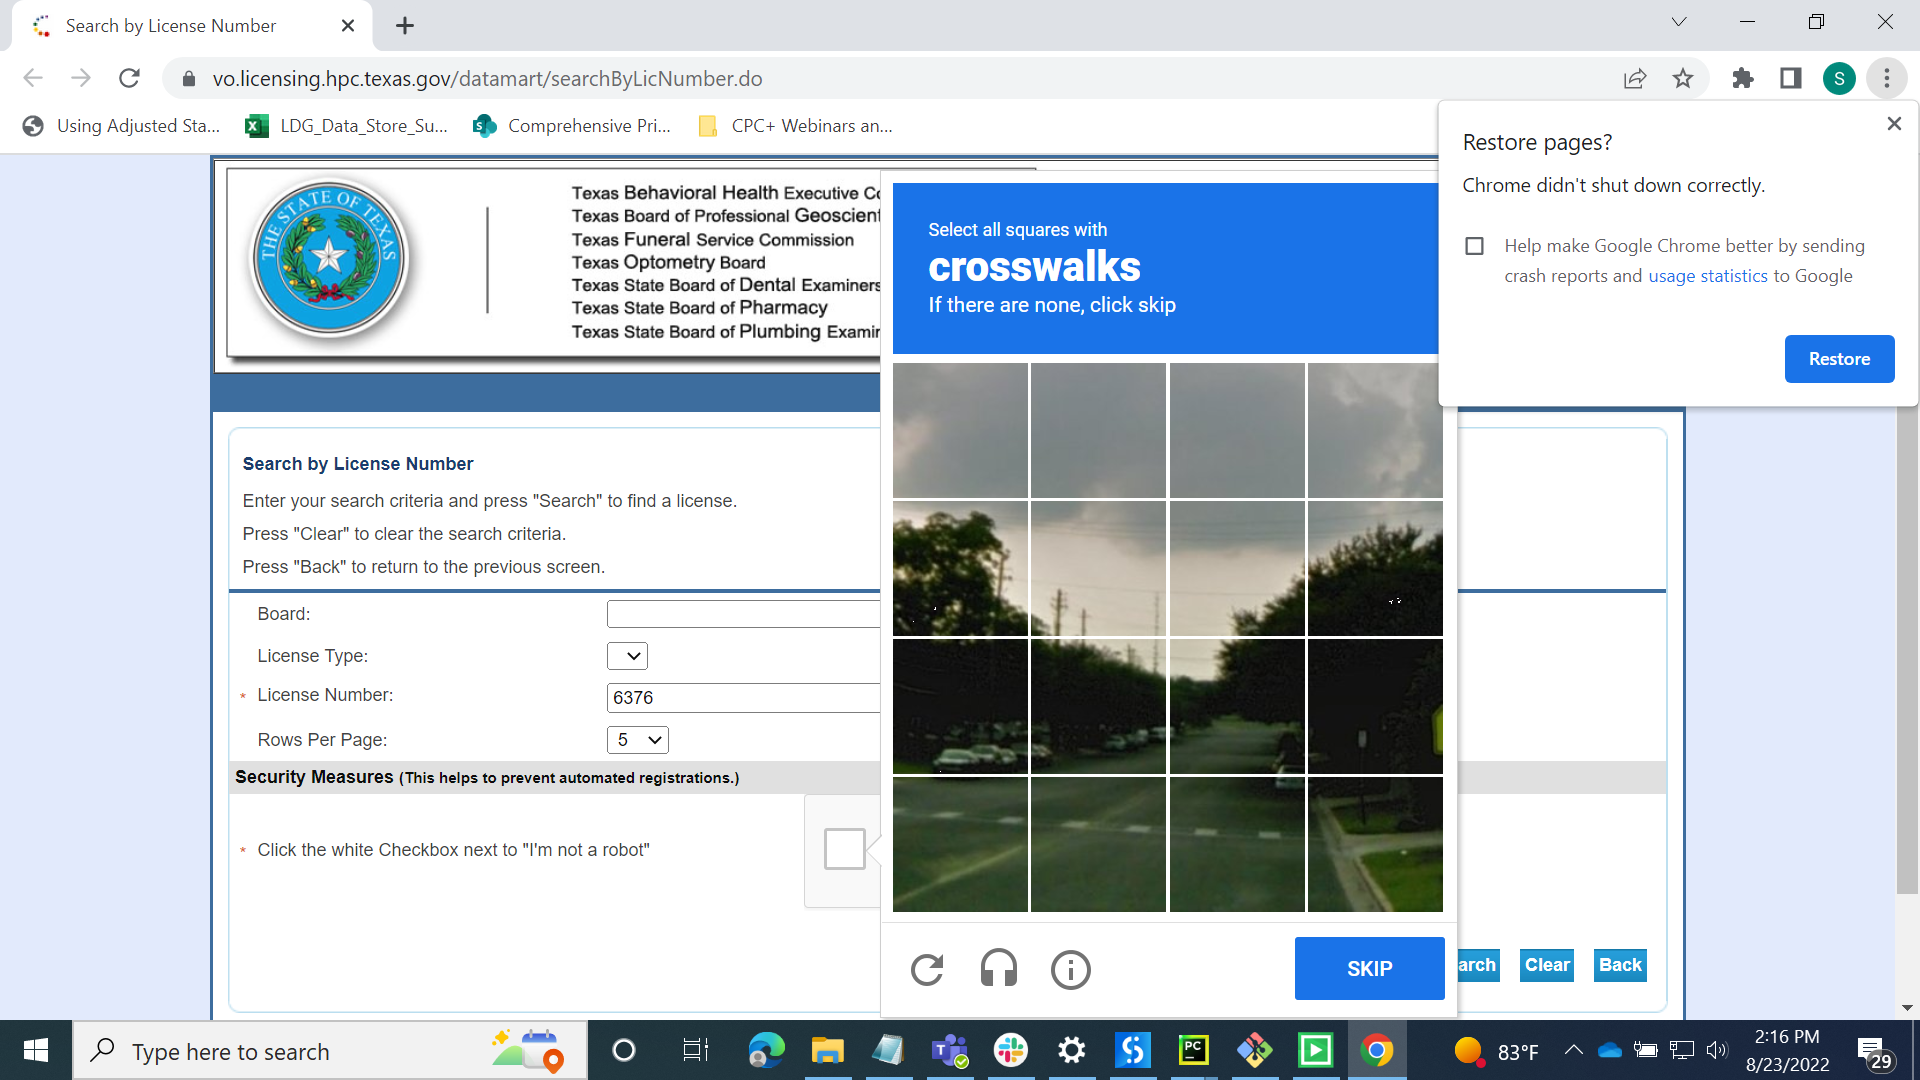 Search by License Number
vo.licensing.hpc.texas.gov/datamart/searchByLicNumber.do
S
Using Adjusted Sta...
LDG_Data_Store_Su...
Comprehensive Pri...
CPC+ Webinars an...
Restore pages?
Chrome didn't shut down correctly.
Help make Google Chrome better by sending
crash reports and usage statistics to Google
Restore
THE STATE OF TEXAS
Texas Behavioral Health Executive Co
Texas Board of Professional Geoscient
Texas Funeral Service Commission
Texas Optometry Board
Texas State Board of Dental Examiners
Texas State Board of Pharmacy
Texas State Board of Plumbing Examin
Select all squares with
crosswalks
If there are none, click skip
Search by License Number
Enter your search criteria and press "Search" to find a license.
Press "Clear" to clear the search criteria.
Press "Back" to return to the previous screen.
Board:
License Type:
* License Number:
6376
Rows Per Page:
5
Security Measures (This helps to prevent automated registrations.)
* Click the white Checkbox next to "I'm not a robot"
SKIP
arch
Clear
Back
Type here to search
PC
83°F
2:16 PM
8/23/2022
29